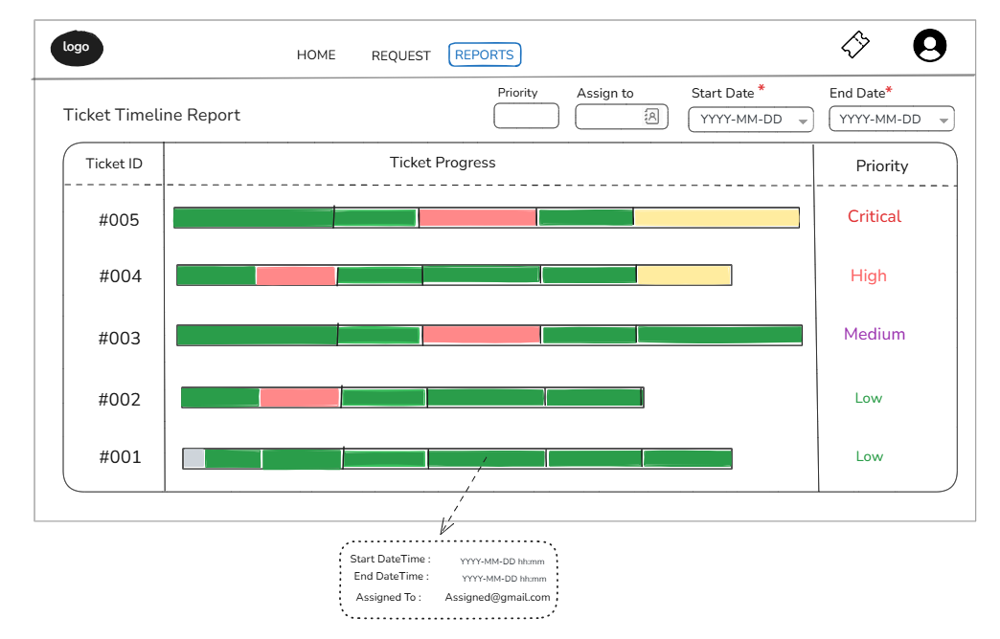 logo
HOME REQUEST REPORTS
Ticket Timeline Report
Priority Assign to Start Date * End Date*
YYYY-MM-DD YYYY-MM-DD
Ticket ID Ticket Progress Priority
#005 Critical
#004 High
#003 Medium
#002 Low
#001 Low
Start DateTime : YYYY-MM-DD hh:mm
End DateTime : YYYY-MM-DD hh:mm
Assigned To : Assigned@gmail.com